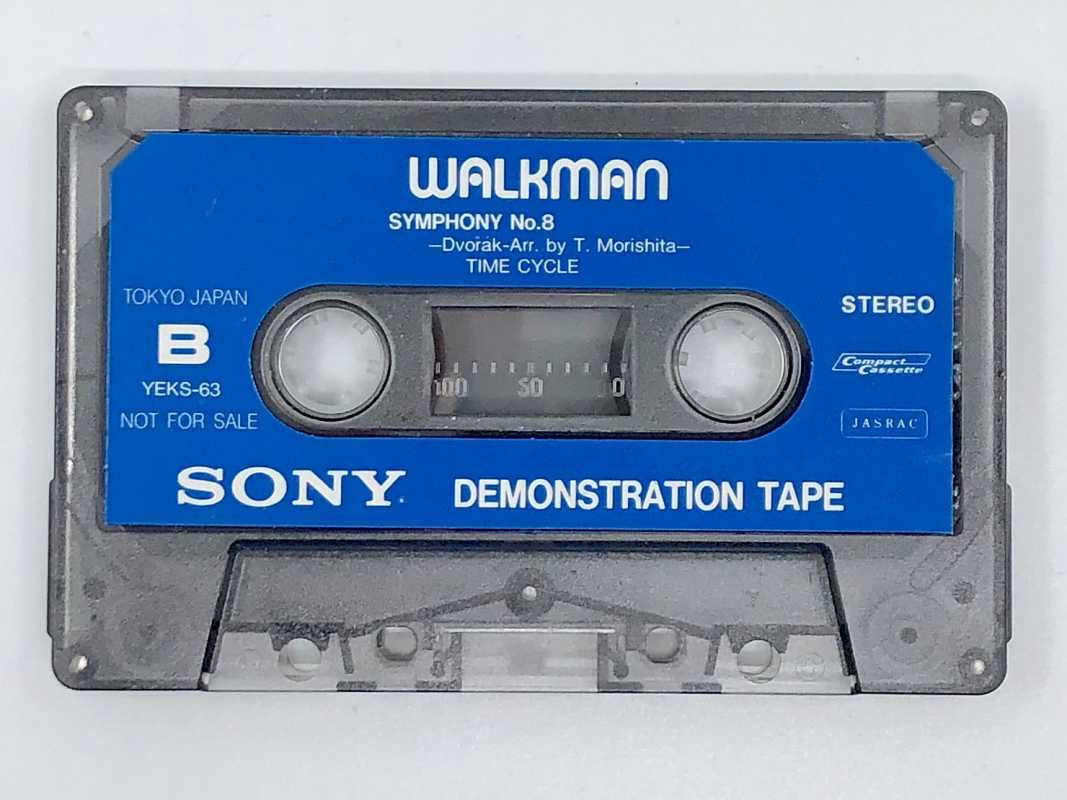 WALKMAN
SYMPHONY No.8
—Dvořák-Arr. by T. Morishita—
TIME CYCLE
TOKYO JAPAN
B
YEKS-63
NOT FOR SALE
STEREO
Compact
Cassette
JASRAC
100 50 0
SONY.
DEMONSTRATION TAPE